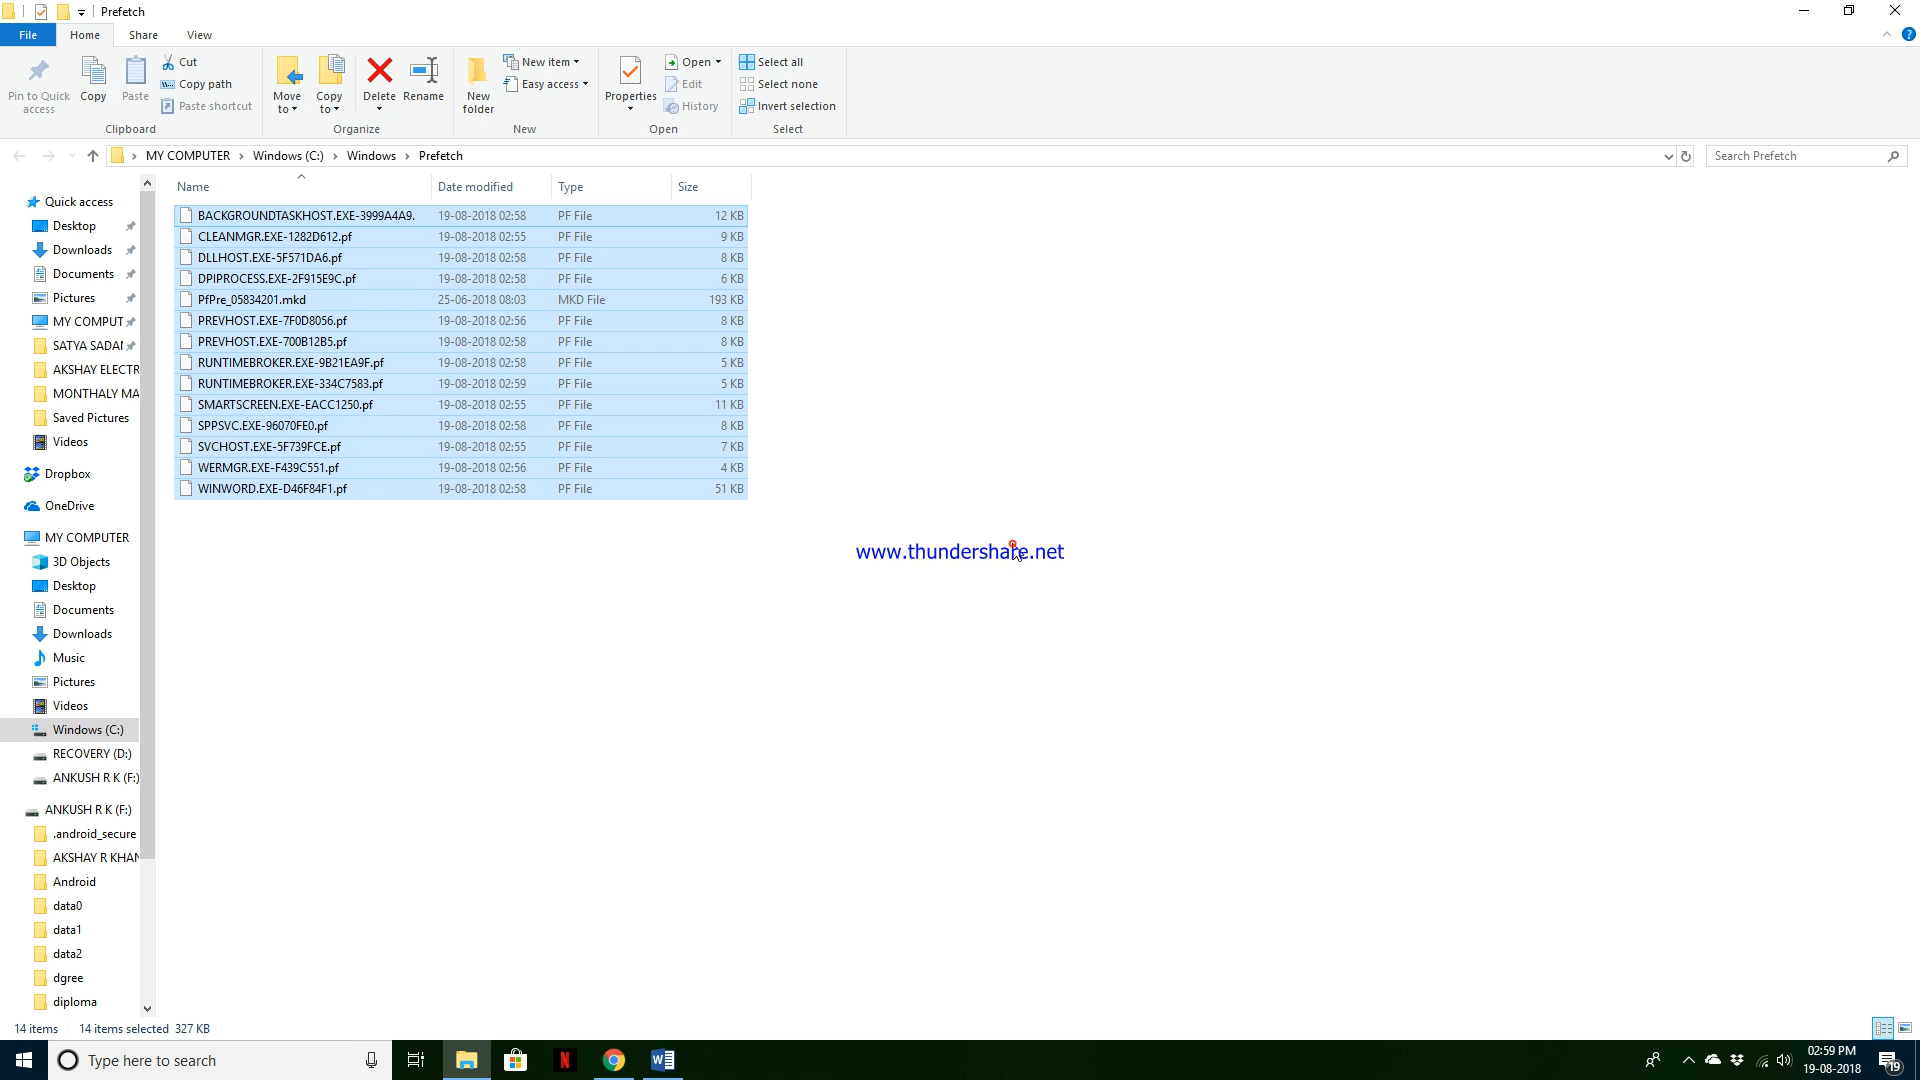 Prefetch
File Home Share View
Pin to Quick access
Copy
Paste
Cut
Copy path
Paste shortcut
Clipboard
Move to
Copy to
Delete
Rename
Organize
New folder
New item
Easy access
New
Properties
Open
Edit
History
Open
Select all
Select none
Invert selection
Select
MY COMPUTER Windows (C:) Windows Prefetch
Search Prefetch
Quick access
Desktop
Downloads
Documents
Pictures
MY COMPUT
SATYA SADAI
AKSHAY ELECTR
MONTHALY MA
Saved Pictures
Videos
Dropbox
OneDrive
MY COMPUTER
3D Objects
Desktop
Documents
Downloads
Music
Pictures
Videos
Windows (C:)
RECOVERY (D:)
ANKUSH R K (F:)
ANKUSH R K (F:)
.android_secure
AKSHAY R KHAN
Android
data0
data1
data2
dgree
diploma
Name Date modified Type Size
BACKGROUNDTASKHOST.EXE-3999A4A9. 19-08-2018 02:58 PF File 12 KB
CLEANMGR.EXE-1282D612.pf 19-08-2018 02:55 PF File 9 KB
DLLHOST.EXE-5F571DA6.pf 19-08-2018 02:58 PF File 8 KB
DPIPROCESS.EXE-2F915E9C.pf 19-08-2018 02:58 PF File 6 KB
PfPre_05834201.mkd 25-06-2018 08:03 MKD File 193 KB
PREVHOST.EXE-7F0D8056.pf 19-08-2018 02:56 PF File 8 KB
PREVHOST.EXE-700B12B5.pf 19-08-2018 02:58 PF File 8 KB
RUNTIMEBROKER.EXE-9B21EA9F.pf 19-08-2018 02:58 PF File 5 KB
RUNTIMEBROKER.EXE-334C7583.pf 19-08-2018 02:59 PF File 5 KB
SMARTSCREEN.EXE-EACC1250.pf 19-08-2018 02:55 PF File 11 KB
SPPSVC.EXE-96070FE0.pf 19-08-2018 02:58 PF File 8 KB
SVCHOST.EXE-5F739FCE.pf 19-08-2018 02:55 PF File 7 KB
WERMGR.EXE-F439C551.pf 19-08-2018 02:56 PF File 4 KB
WINWORD.EXE-D46F84F1.pf 19-08-2018 02:58 PF File 51 KB
www.thundershare.net
14 items 14 items selected 327 KB
Type here to search
02:59 PM
19-08-2018
19